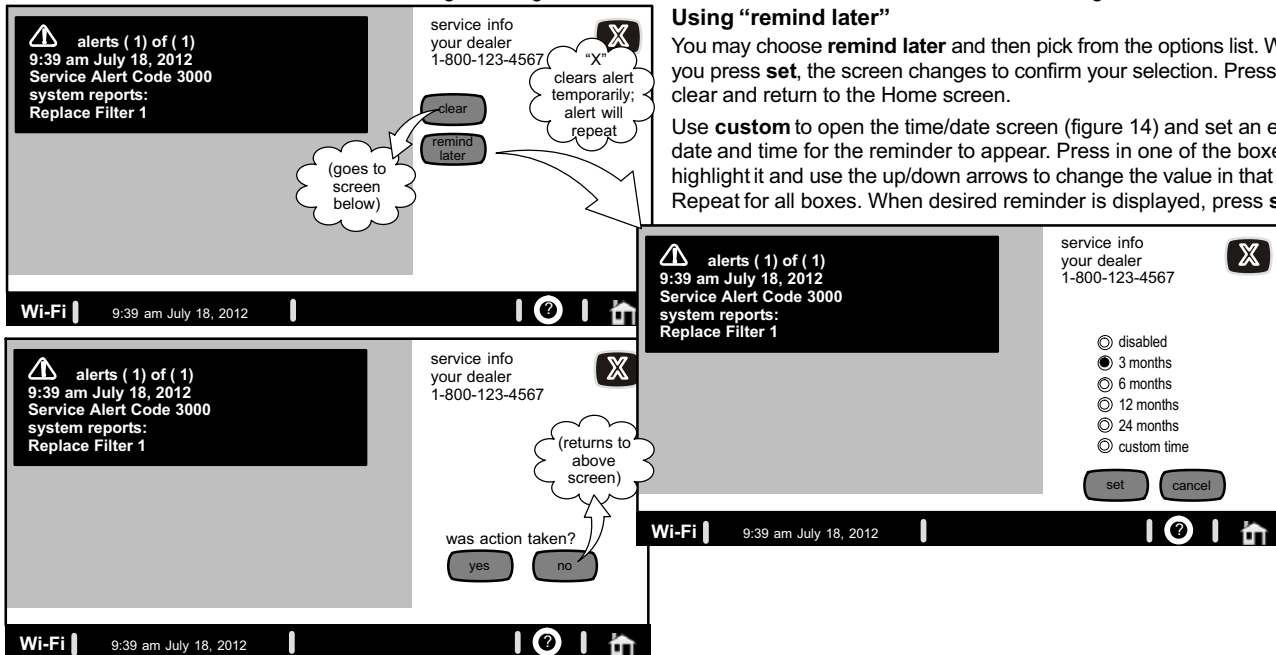 alerts ( 1) of ( 1)
9:39 am July 18, 2012
Service Alert Code 3000
system reports:
Replace Filter 1
service info
your dealer
1-800-123-4567
X
“X”
clears alert
temporarily;
alert will
repeat
clear
remind
later
(goes to
screen
below)
Wi-Fi
9:39 am July 18, 2012
?
Using “remind later”
You may choose remind later and then pick from the options list. W
you press set, the screen changes to confirm your selection. Press
clear and return to the Home screen.
Use custom to open the time/date screen (figure 14) and set an e
date and time for the reminder to appear. Press in one of the boxe
highlight it and use the up/down arrows to change the value in that
Repeat for all boxes. When desired reminder is displayed, press s
alerts ( 1) of ( 1)
9:39 am July 18, 2012
Service Alert Code 3000
system reports:
Replace Filter 1
service info
your dealer
1-800-123-4567
X
disabled
3 months
6 months
12 months
24 months
custom time
set
cancel
Wi-Fi
9:39 am July 18, 2012
?
alerts ( 1) of ( 1)
9:39 am July 18, 2012
Service Alert Code 3000
system reports:
Replace Filter 1
service info
your dealer
1-800-123-4567
X
(returns to
above
screen)
was action taken?
yes
no
Wi-Fi
9:39 am July 18, 2012
?